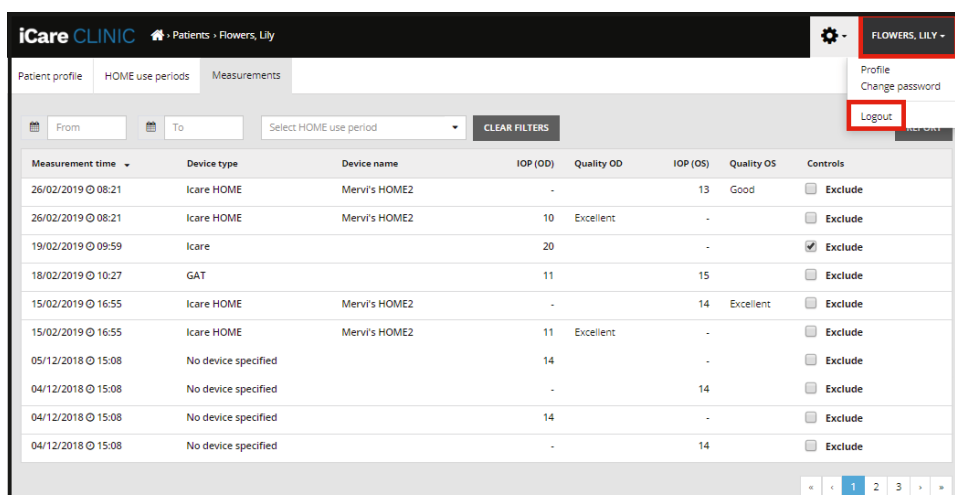 iCare CLINIC › Patients › Flowers, Lily FLOWERS, LILY
Patient profile HOME use periods Measurements
Profile
Change password
Logout
From To Select HOME use period CLEAR FILTERS REPORT
Measurement time Device type Device name IOP (OD) Quality OD IOP (OS) Quality OS Controls
26/02/2019 08:21 Icare HOME Mervi's HOME2 - 13 Good Exclude
26/02/2019 08:21 Icare HOME Mervi's HOME2 10 Excellent - Exclude
19/02/2019 09:59 Icare 20 - Exclude
18/02/2019 10:27 GAT 11 15 Exclude
15/02/2019 16:55 Icare HOME Mervi's HOME2 - 14 Excellent Exclude
15/02/2019 16:55 Icare HOME Mervi's HOME2 11 Excellent - Exclude
05/12/2018 15:08 No device specified 14 - Exclude
04/12/2018 15:08 No device specified - 14 Exclude
04/12/2018 15:08 No device specified 14 - Exclude
04/12/2018 15:08 No device specified - 14 Exclude
« ‹ 1 2 3 › »